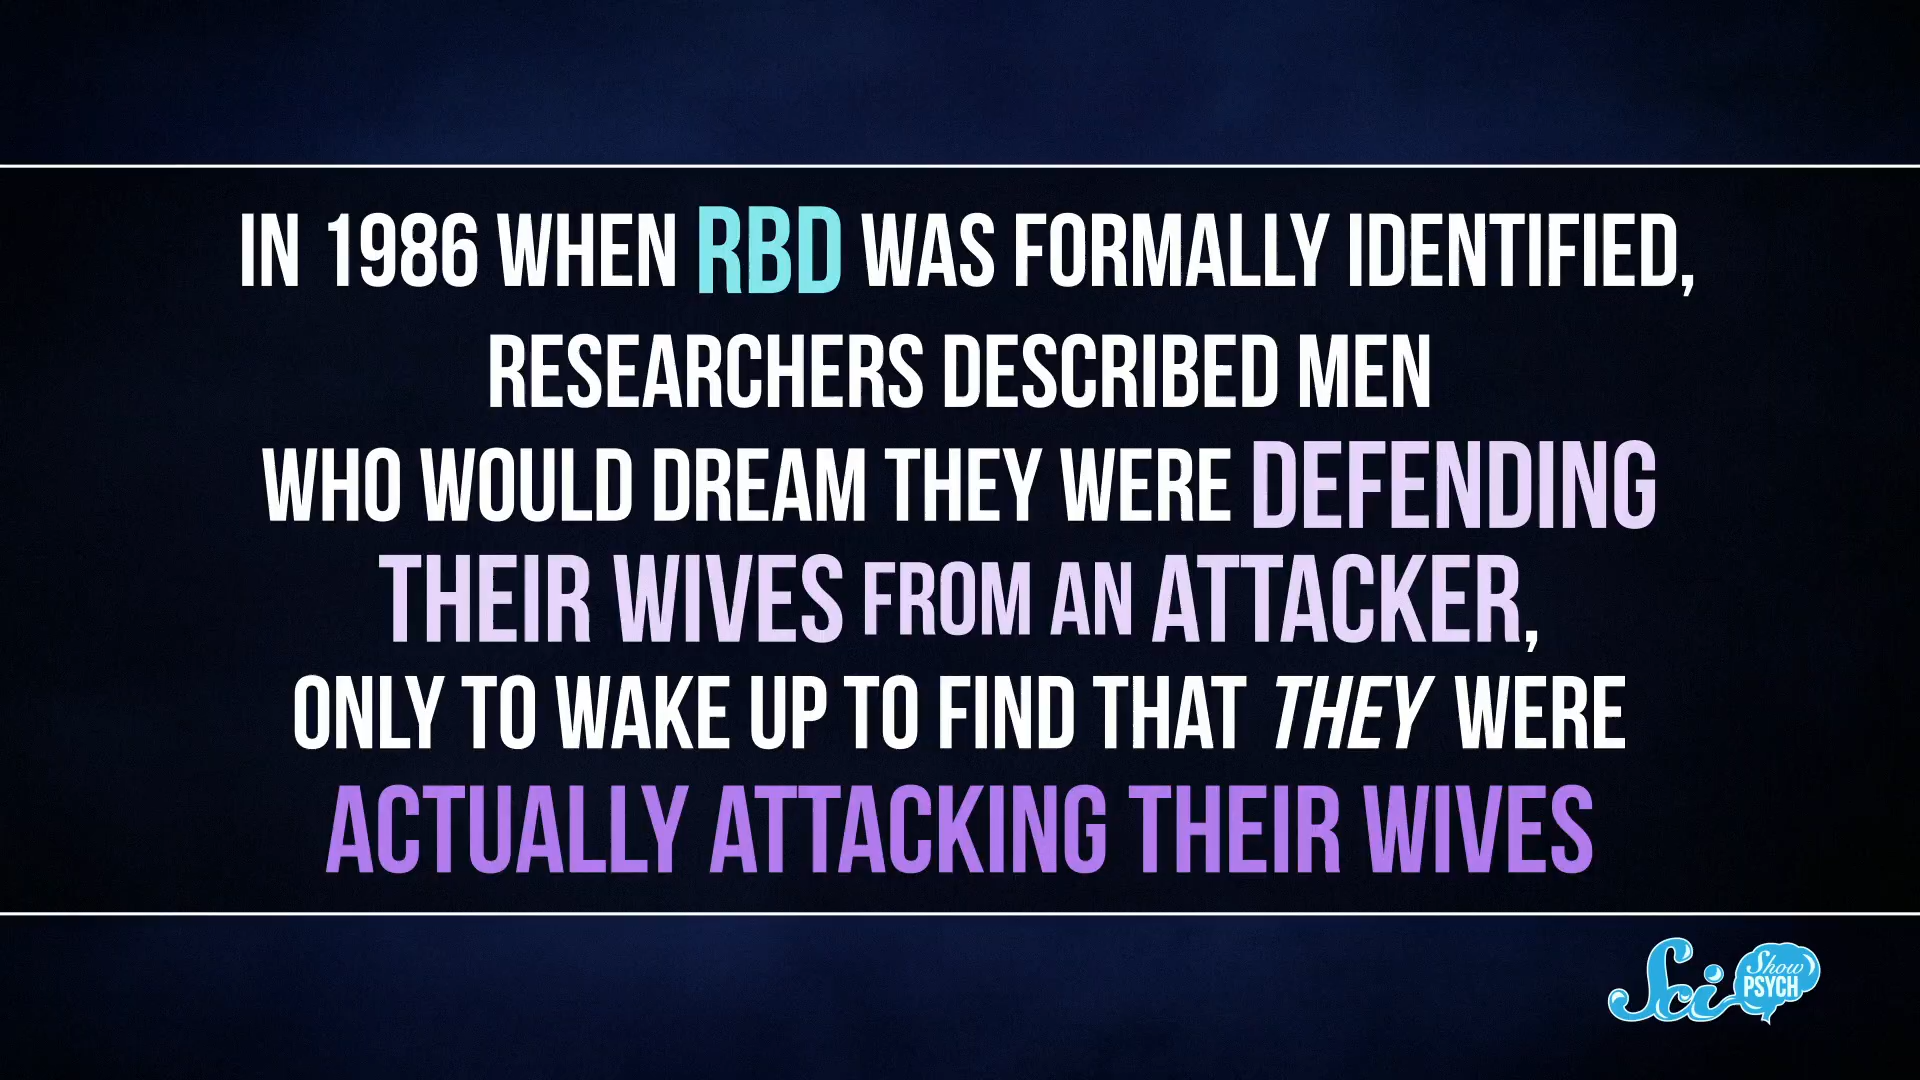 IN 1986 WHEN RBD WAS FORMALLY IDENTIFIED,
RESEARCHERS DESCRIBED MEN
WHO WOULD DREAM THEY WERE DEFENDING
THEIR WIVES FROM AN ATTACKER,
ONLY TO WAKE UP TO FIND THAT THEY WERE
ACTUALLY ATTACKING THEIR WIVES
Sci Show
PSYCH